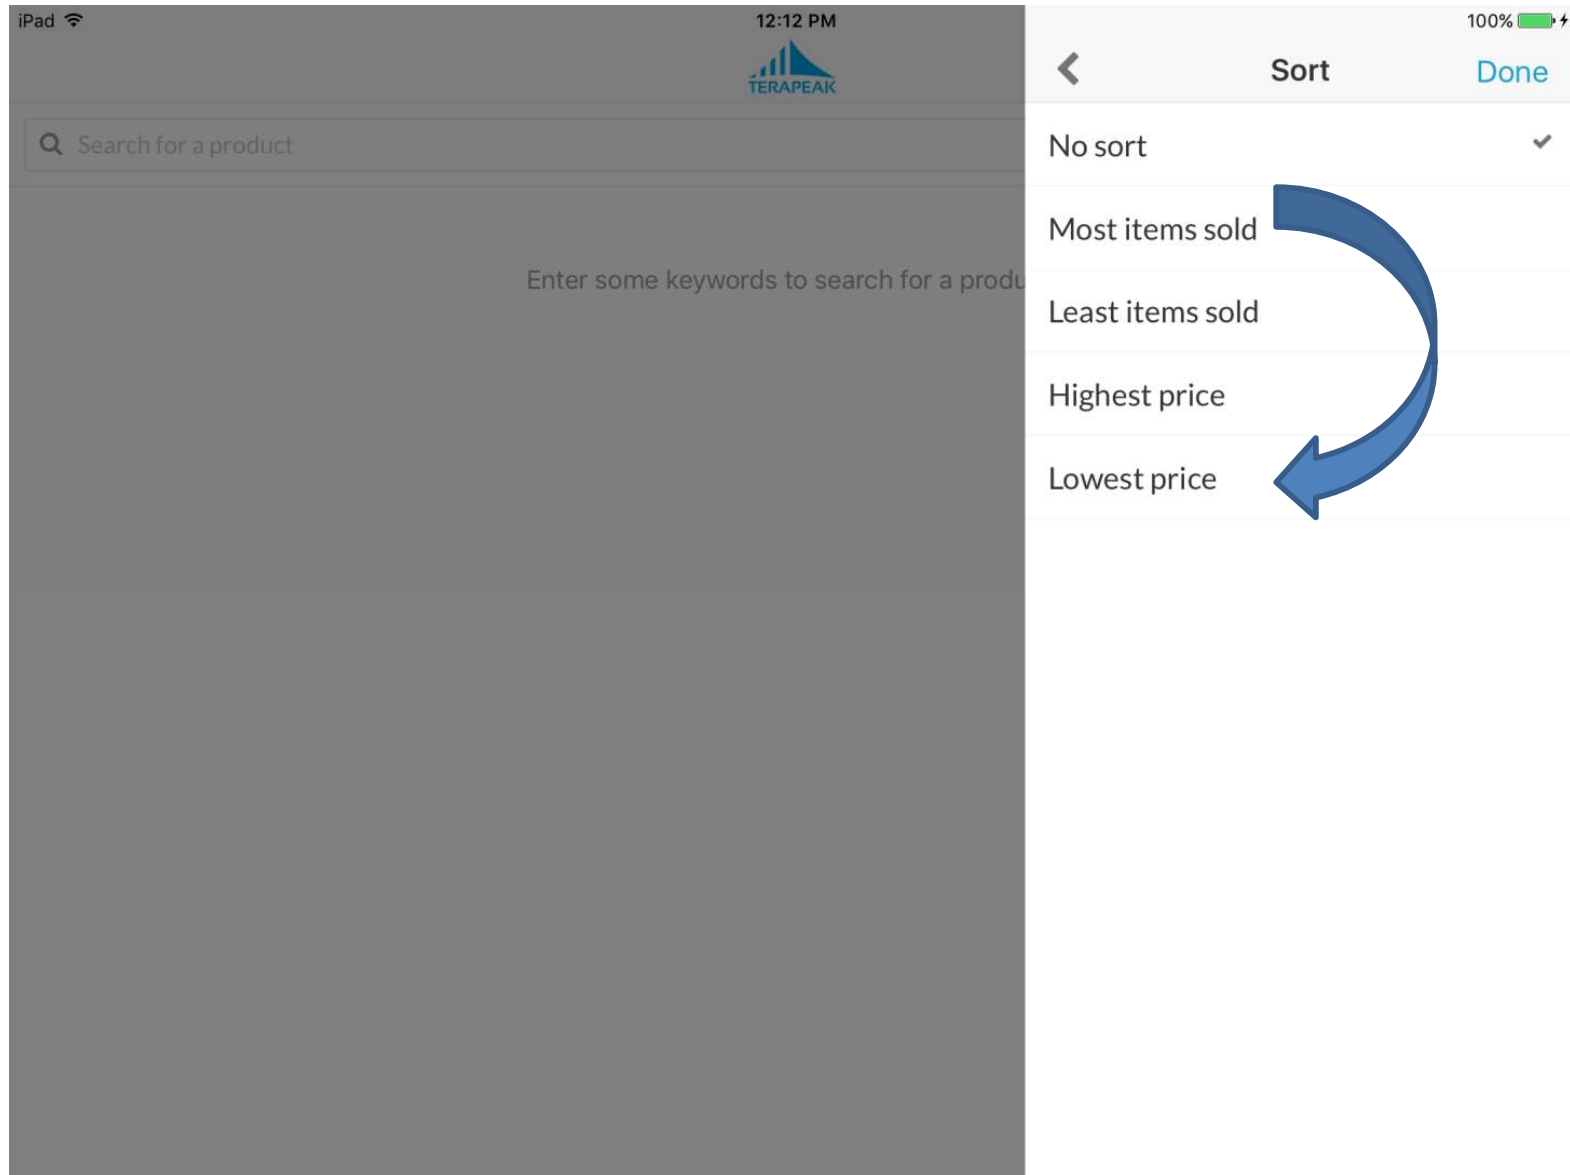 iPad 12:12 PM 100%
TERAPEAK
Sort Done
Search for a product
Enter some keywords to search for a produ
No sort
Most items sold
Least items sold
Highest price
Lowest price